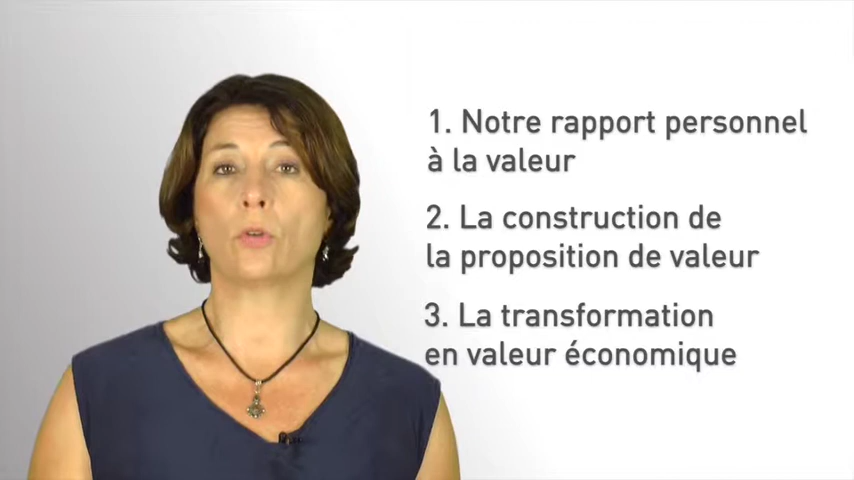 1. Notre rapport personnel
à la valeur
2. La construction de
la proposition de valeur
3. La transformation
en valeur économique